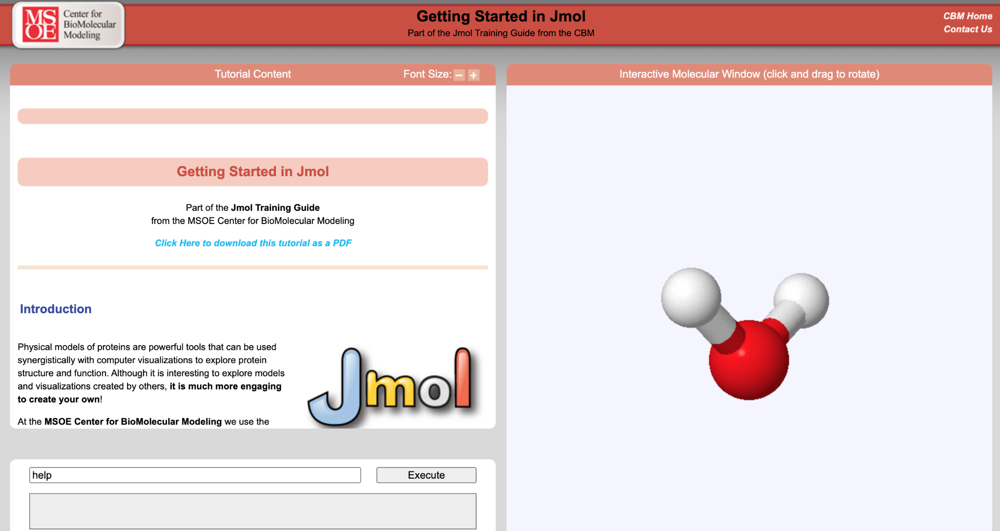 MS
OE
Center for
BioMolecular
Modeling
Getting Started in Jmol
Part of the Jmol Training Guide from the CBM
CBM Home
Contact Us
Tutorial Content
Font Size: − +
Getting Started in Jmol
Part of the Jmol Training Guide
from the MSOE Center for BioMolecular Modeling
Click Here to download this tutorial as a PDF
Introduction
Physical models of proteins are powerful tools that can be used
synergistically with computer visualizations to explore protein
structure and function. Although it is interesting to explore models
and visualizations created by others, it is much more engaging
to create your own!
At the MSOE Center for BioMolecular Modeling we use the
Jmol
help
Execute
Interactive Molecular Window (click and drag to rotate)